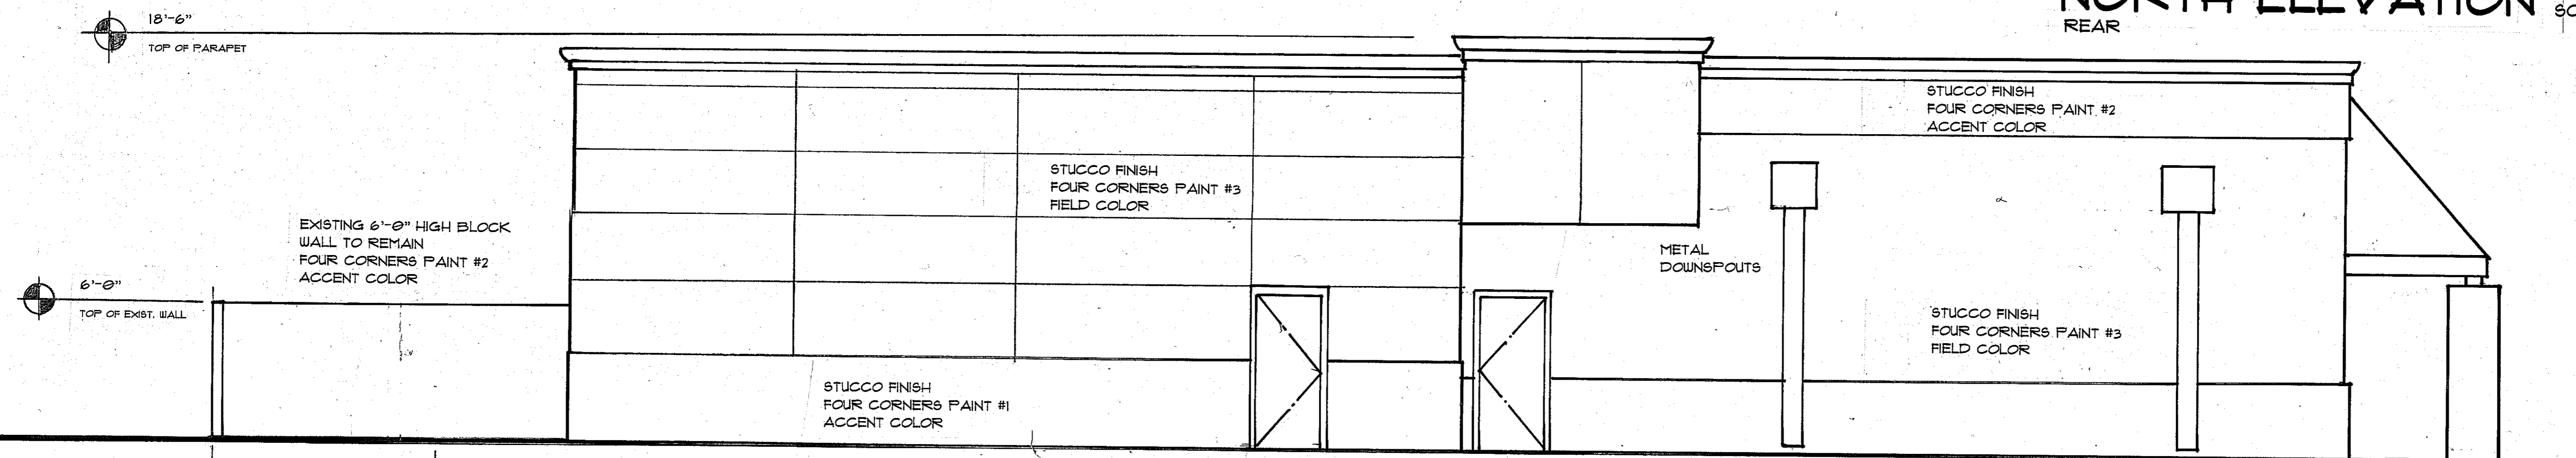 NORTH ELEVATION
REAR
18'-6"
TOP OF PARAPET
STUCCO FINISH
FOUR CORNERS PAINT #2
ACCENT COLOR
STUCCO FINISH
FOUR CORNERS PAINT #3
FIELD COLOR
EXISTING 6'-0" HIGH BLOCK
WALL TO REMAIN
FOUR CORNERS PAINT #2
ACCENT COLOR
METAL
DOWNSPOUTS
6'-0"
TOP OF EXIST. WALL
STUCCO FINISH
FOUR CORNERS PAINT #3
FIELD COLOR
STUCCO FINISH
FOUR CORNERS PAINT #1
ACCENT COLOR